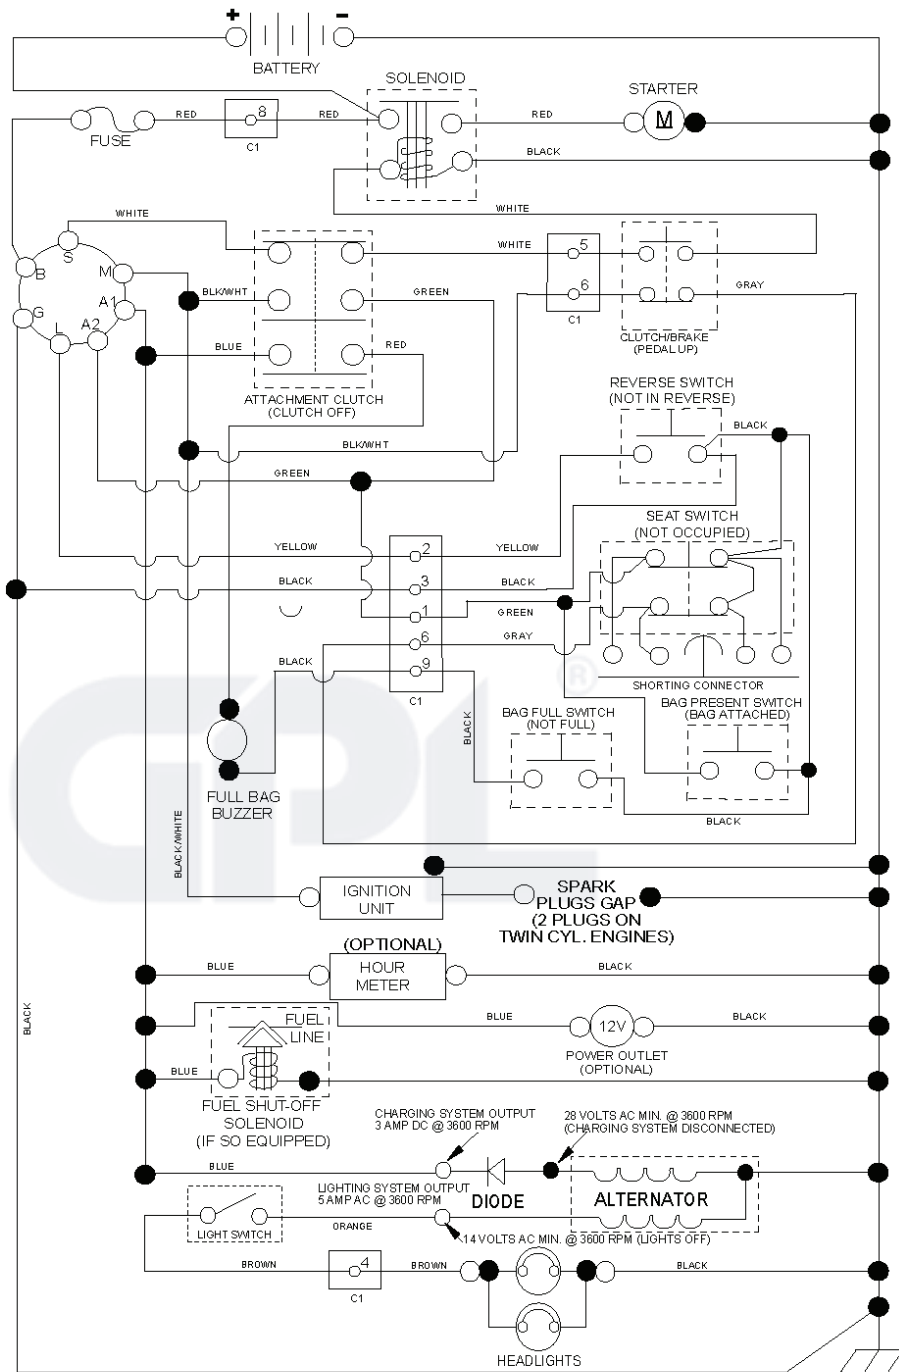 + -
BATTERY
SOLENOID
STARTER
RED 8 RED
RED
M
FUSE
C1
BLACK
WHITE
WHITE
S
WHITE
5
B
M
BLK/WHT
GREEN
6
GRAY
A1
G
L
A2
C1
BLUE
RED
CLUTCH/BRAKE
(PEDAL UP)
ATTACHMENT CLUTCH
(CLUTCH OFF)
REVERSE SWITCH
(NOT IN REVERSE)
BLACK
BLK/WHT
GREEN
SEAT SWITCH
(NOT OCCUPIED)
YELLOW
2
YELLOW
BLACK
3
BLACK
1
GREEN
6
GRAY
BLACK
9
SHORTING CONNECTOR
C1
®
BAG PRESENT SWITCH
(BAG ATTACHED)
BAG FULL SWITCH
(NOT FULL)
BLACK
GPL
FULL BAG
BUZZER
BLACK
BLACK/WHITE
IGNITION
UNIT
SPARK
PLUGS GAP
(2 PLUGS ON
TWIN CYL. ENGINES)
(OPTIONAL)
BLUE
HOUR
METER
BLACK
BLACK
FUEL
LINE
BLUE
12V
BLACK
POWER OUTLET
(OPTIONAL)
BLUE
FUEL SHUT-OFF
SOLENOID
(IF SO EQUIPPED)
CHARGING SYSTEM OUTPUT
3 AMP DC @ 3600 RPM
28 VOLTS AC MIN. @ 3600 RPM
(CHARGING SYSTEM DISCONNECTED)
BLUE
LIGHTING SYSTEM OUTPUT
5 AMP AC @ 3600 RPM
DIODE
ALTERNATOR
LIGHT SWITCH
ORANGE
14 VOLTS AC MIN. @ 3600 RPM (LIGHTS OFF)
BROWN
4
BROWN
BLACK
C1
HEADLIGHTS